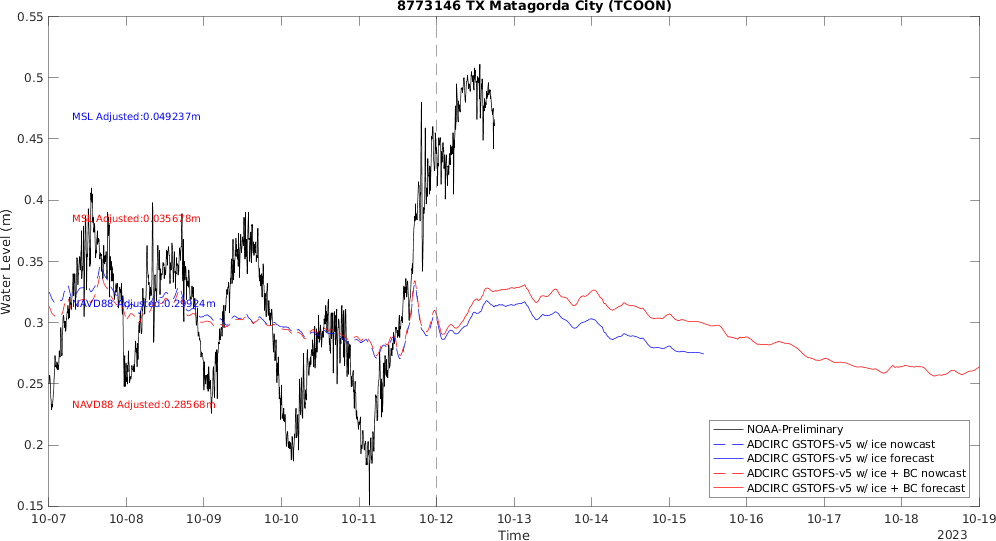 8773146 TX Matagorda City (TCOON)
0.55
0.5
0.45
0.4
0.35
0.3
0.25
0.2
0.15
Water Level (m)
MSL Adjusted:0.049237m
MSL Adjusted:0.035678m
NAVD88 Adjusted:0.29924m
NAVD88 Adjusted:0.28568m
NOAA-Preliminary
ADCIRC GSTOFS-v5 w/ ice nowcast
ADCIRC GSTOFS-v5 w/ ice forecast
ADCIRC GSTOFS-v5 w/ ice + BC nowcast
ADCIRC GSTOFS-v5 w/ ice + BC forecast
10-07 10-08 10-09 10-10 10-11 10-12 10-13 10-14 10-15 10-16 10-17 10-18 10-19
Time
2023